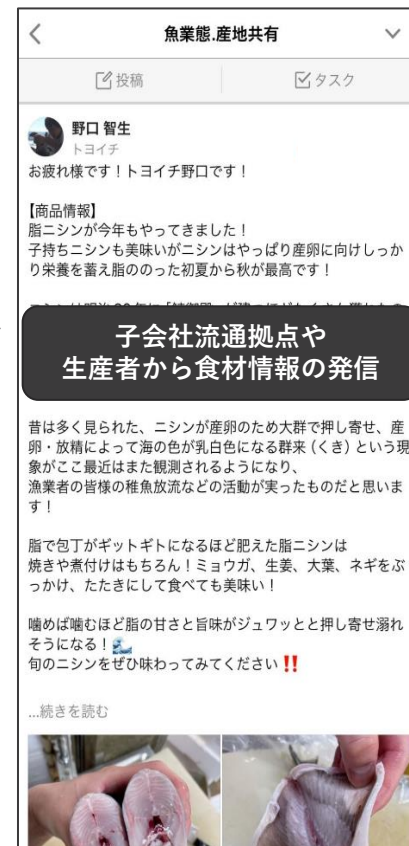 魚業態.産地共有
投稿
タスク
野口 智生
トヨイチ
お疲れ様です！トヨイチ野口です！
【商品情報】
脂ニシンが今年もやってきました！
子持ちニシンも美味いがニシンはやっぱり産卵に向けしっか
り栄養を蓄え脂ののった初夏から秋が最高です！
子会社流通拠点や
生産者から食材情報の発信
昔は多く見られた、ニシンが産卵のため大群で押し寄せ、産
卵・放精によって海の色が乳白色になる群来（くき）という現
象がここ最近はまた観測されるようになり、
漁業者の皆様の稚魚放流などの活動が実ったものだと思いま
す！
脂で包丁がギットギトになるほど肥えた脂ニシンは
焼きや煮付けはもちろん！ミョウガ、生姜、大葉、ネギをぶ
っかけ、たたきにして食べても美味い！
噛めば噛むほど脂の甘さと旨味がジュワッとと押し寄せ溺れ
そうになる！🌊
旬のニシンをぜひ味わってみてください‼️
...続きを読む